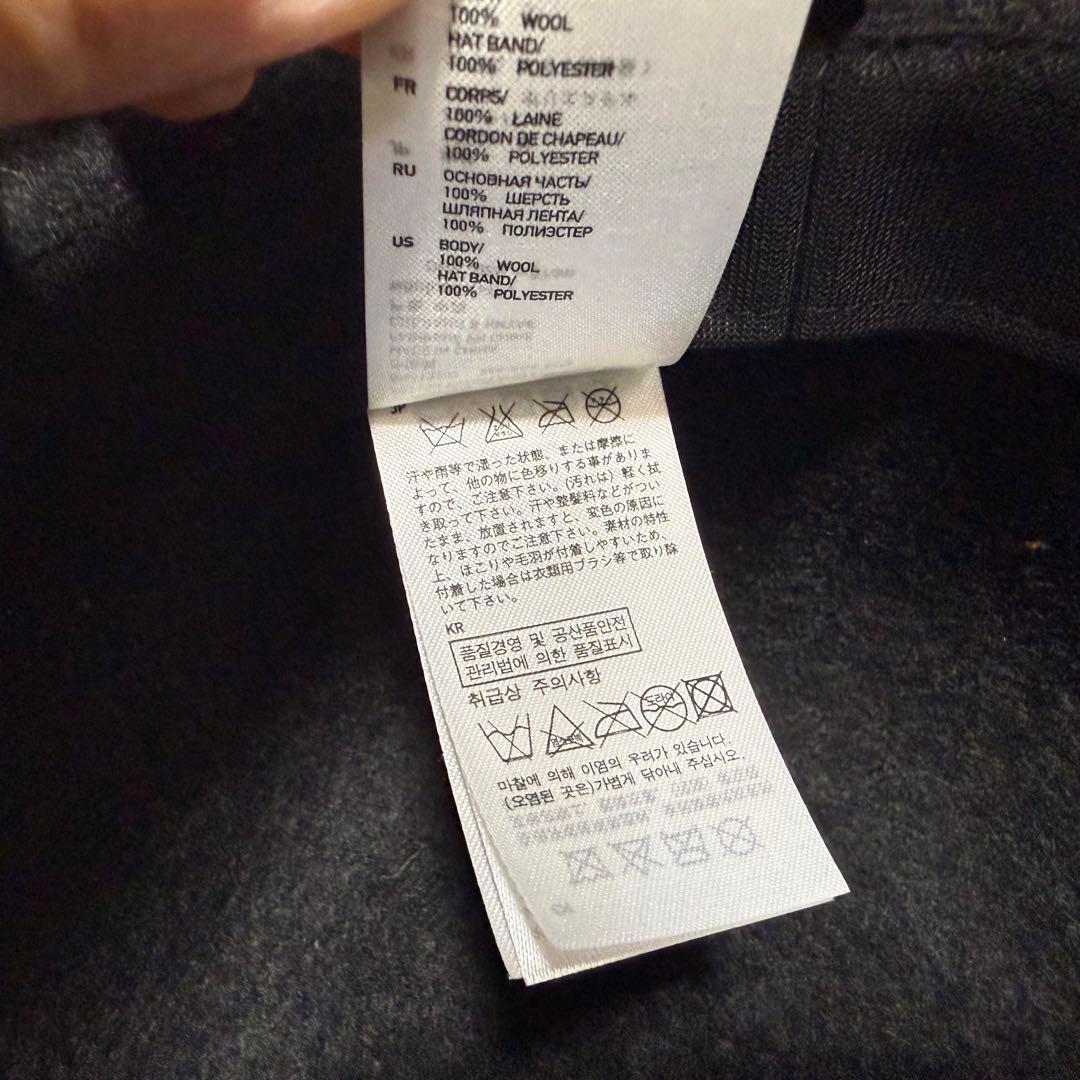 100% WOOL
HAT BAND/
100% POLYESTER
FR
CORPS/
100% LAINE
CORDON DE CHAPEAU/
100% POLYESTER
RU
ОСНОВНАЯ ЧАСТЬ/
100% ШЕРСТЬ
ШЛЯПНАЯ ЛЕНТА/
100% ПОЛИЭСТЕР
US
BODY/
100% WOOL
HAT BAND/
100% POLYESTER
JP
汗や雨等で湿った状態、または摩擦に
よって、他の物に色移りする事がありま
すので、ご注意下さい。(汚れは)軽く拭
き取って下さい。汗や整髪料などがつい
たまま、放置されますと、変色の原因に
なりますのでご注意下さい。素材の特性
上、ほこりや毛羽が付着しやすいため、
付着した場合は衣類用ブラシ等で取り除
いて下さい。
KR
품질경영 및 공산품안전
관리법에 의한 품질표시
취급상 주의사항
드라이
마찰에 의해 이염의 우려가 있습니다.
(오염된 곳은)가볍게 닦아내 주십시오.